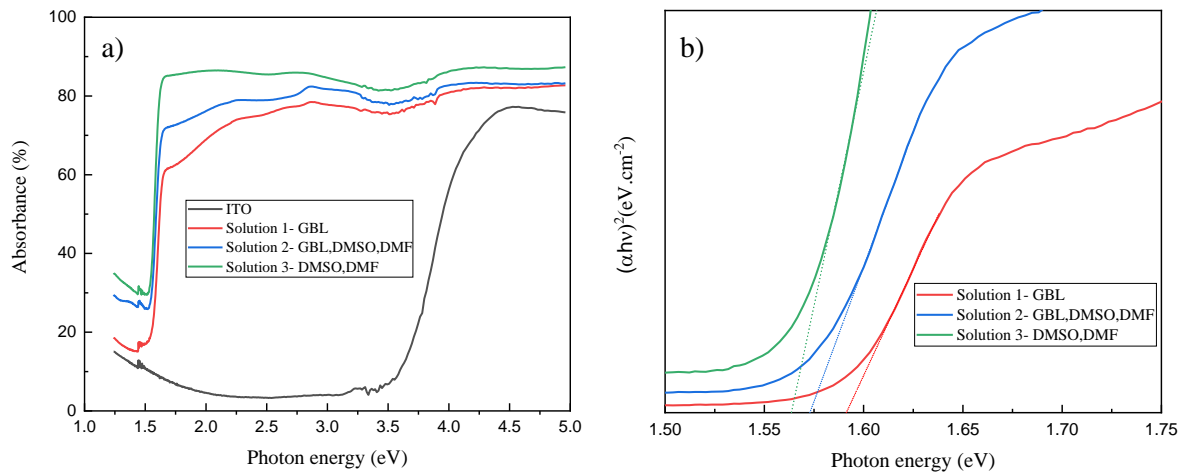 a)
100
80
60
40
20
0
Absorbance (%)
ITO
Solution 1- GBL
Solution 2- GBL,DMSO,DMF
Solution 3- DMSO,DMF
1.0 1.5 2.0 2.5 3.0 3.5 4.0 4.5 5.0
Photon energy (eV)
b)
(αhν)²(eV.cm⁻²)
Solution 1- GBL
Solution 2- GBL,DMSO,DMF
Solution 3- DMSO,DMF
1.50 1.55 1.60 1.65 1.70 1.75
Photon energy (eV)